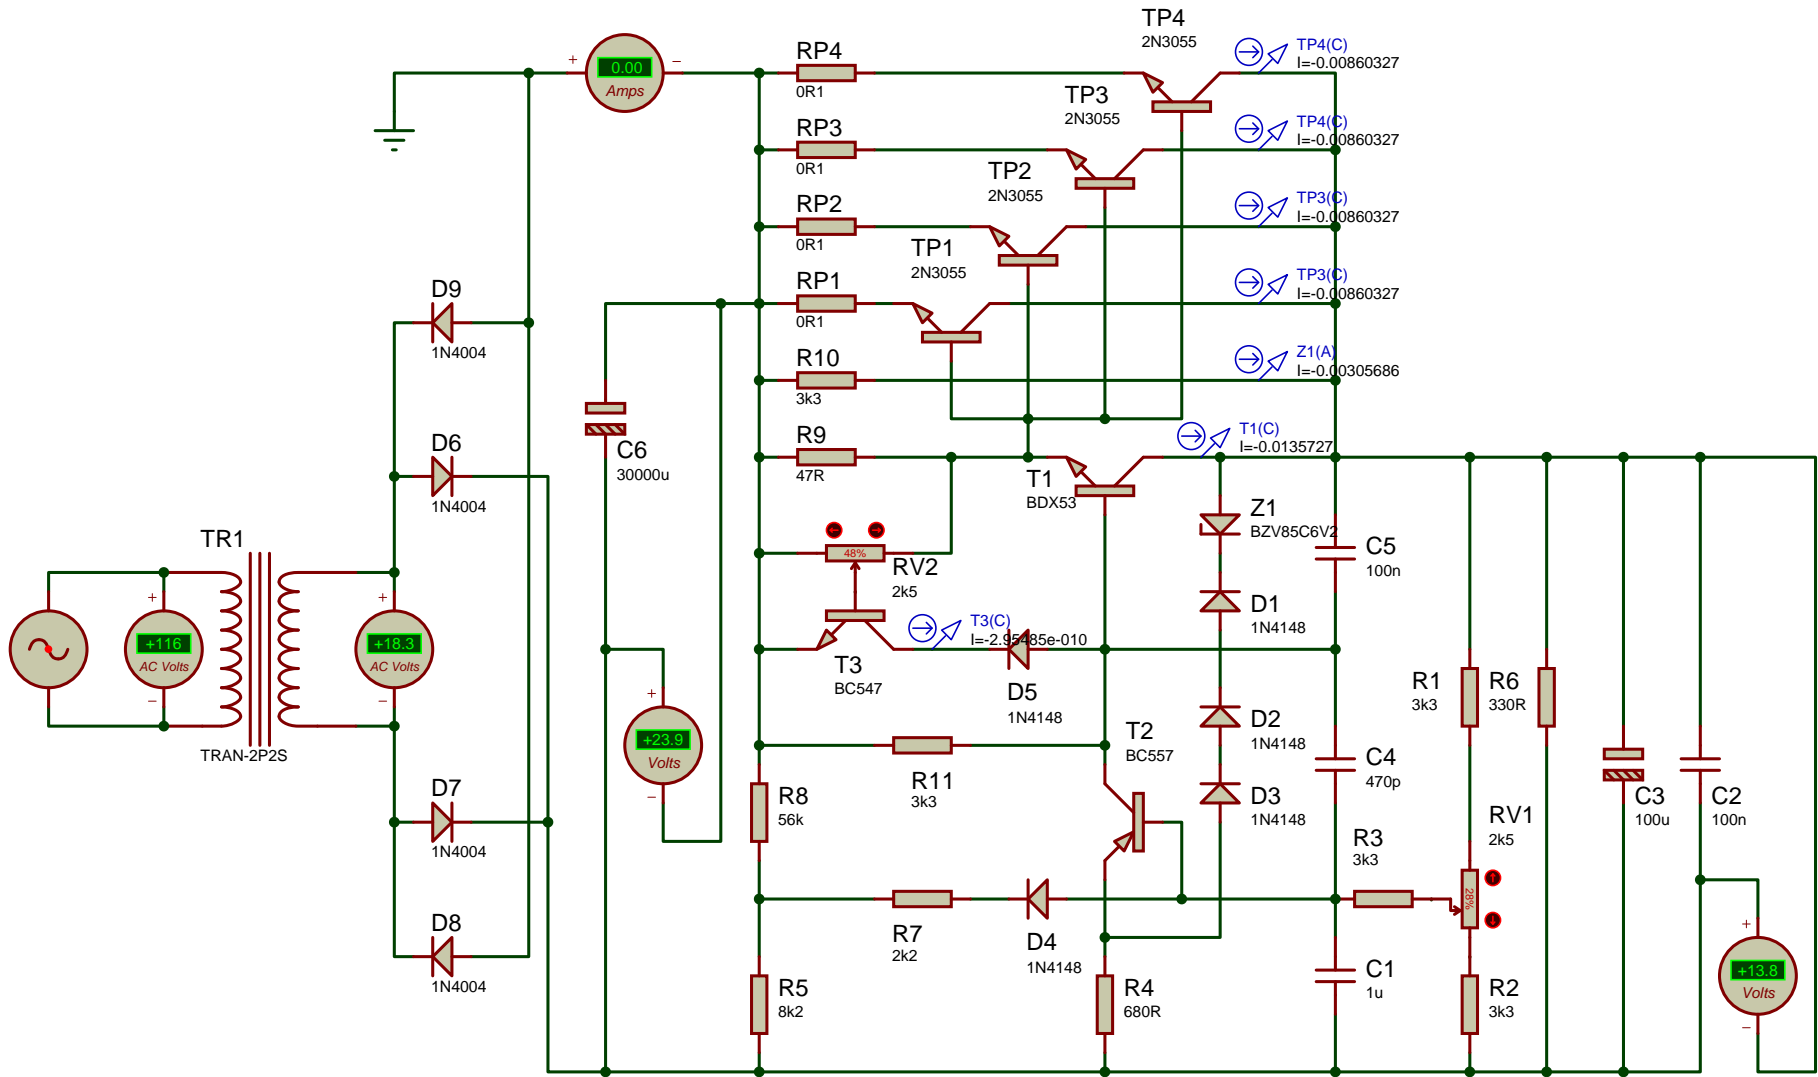 TP4
2N3055
TP4(C)
I=-0.00860327
+
0.00
Amps
−
RP4
0R1
TP3
2N3055
TP4(C)
I=-0.00860327
RP3
0R1
TP2
2N3055
TP3(C)
I=-0.00860327
RP2
0R1
TP1
2N3055
TP3(C)
I=-0.00860327
RP1
0R1
D9
1N4004
Z1(A)
I=-0.00305686
R10
3k3
C6
30000u
D6
1N4004
R9
47R
T1(C)
I=-0.0135727
T1
BDX53
Z1
BZV85C6V2
C5
100n
TR1
TRAN-2P2S
+
+116
AC Volts
−
+
+18.3
AC Volts
−
48%
RV2
2k5
D1
1N4148
T3(C)
I=-2.95485e-010
T3
BC547
D5
1N4148
R1
3k3
R6
330R
+
+23.9
Volts
−
T2
BC557
D2
1N4148
C4
470p
R11
3k3
R8
56k
D3
1N4148
C3
100u
C2
100n
D7
1N4004
RV1
2k5
28%
R3
3k3
D8
1N4004
R7
2k2
D4
1N4148
R5
8k2
R4
680R
C1
1u
R2
3k3
+
+13.8
Volts
−